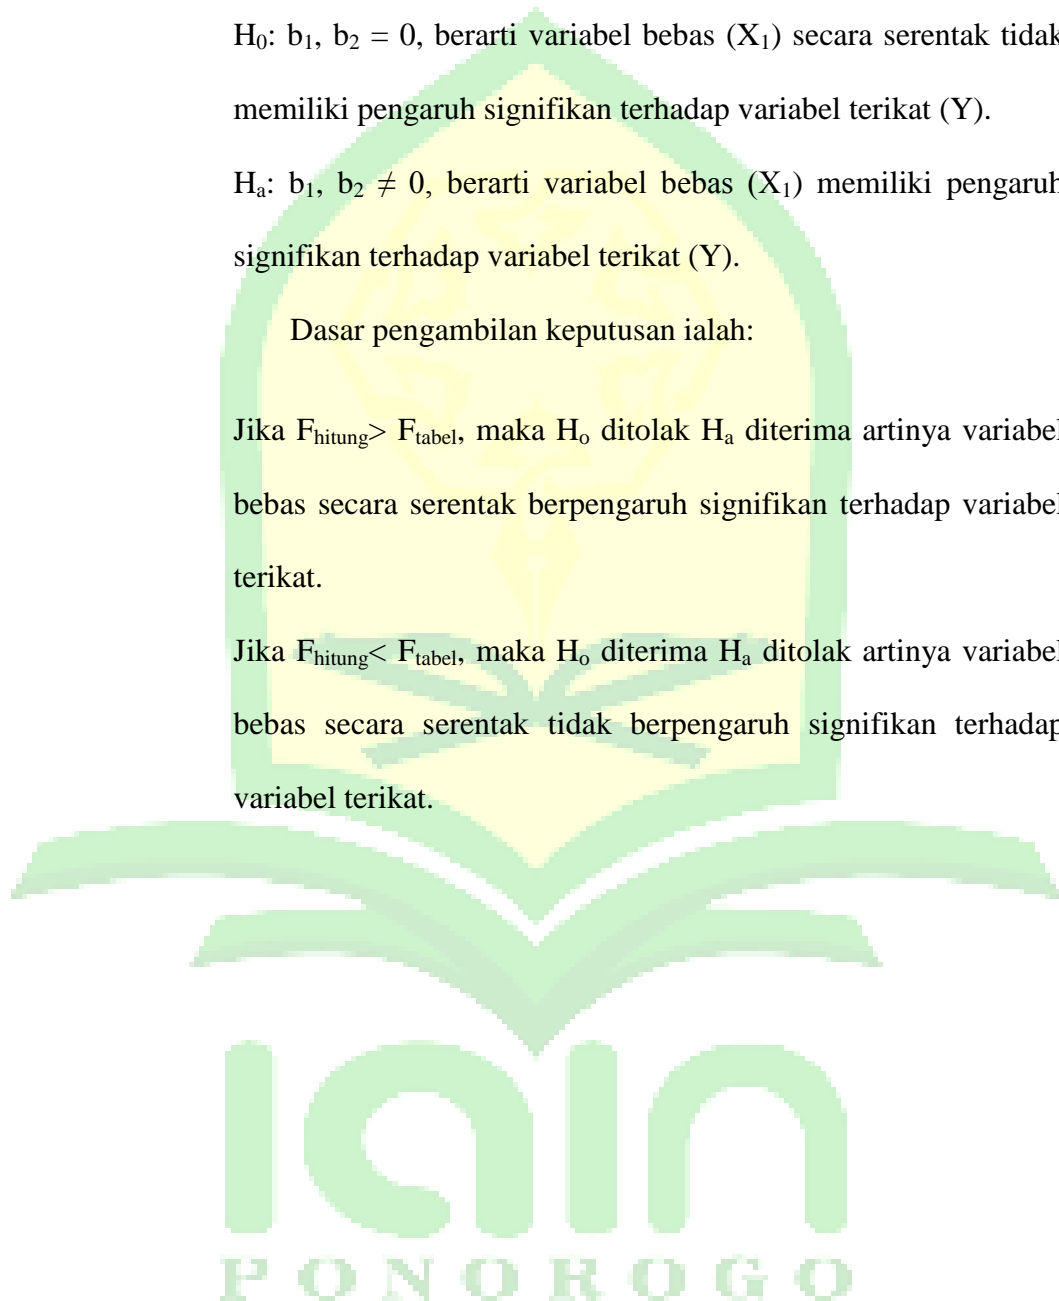 H₀: b₁, b₂ = 0, berarti variabel bebas (X₁) secara serentak tidak
memiliki pengaruh signifikan terhadap variabel terikat (Y).
Hₐ: b₁, b₂ ≠ 0, berarti variabel bebas (X₁) memiliki pengaruh
signifikan terhadap variabel terikat (Y).
Dasar pengambilan keputusan ialah:
Jika Fhitung> Ftabel, maka Hₒ ditolak Hₐ diterima artinya variabel
bebas secara serentak berpengaruh signifikan terhadap variabel
terikat.
Jika Fhitung< Ftabel, maka Hₒ diterima Hₐ ditolak artinya variabel
bebas secara serentak tidak berpengaruh signifikan terhadap
variabel terikat.
iain
PONOROGO